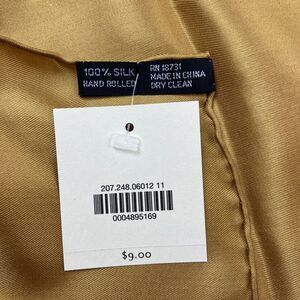 100% SILK
HAND ROLLED
RN 18731
MADE IN CHINA
DRY CLEAN
207.248.06012 11
0004895169
$9.00